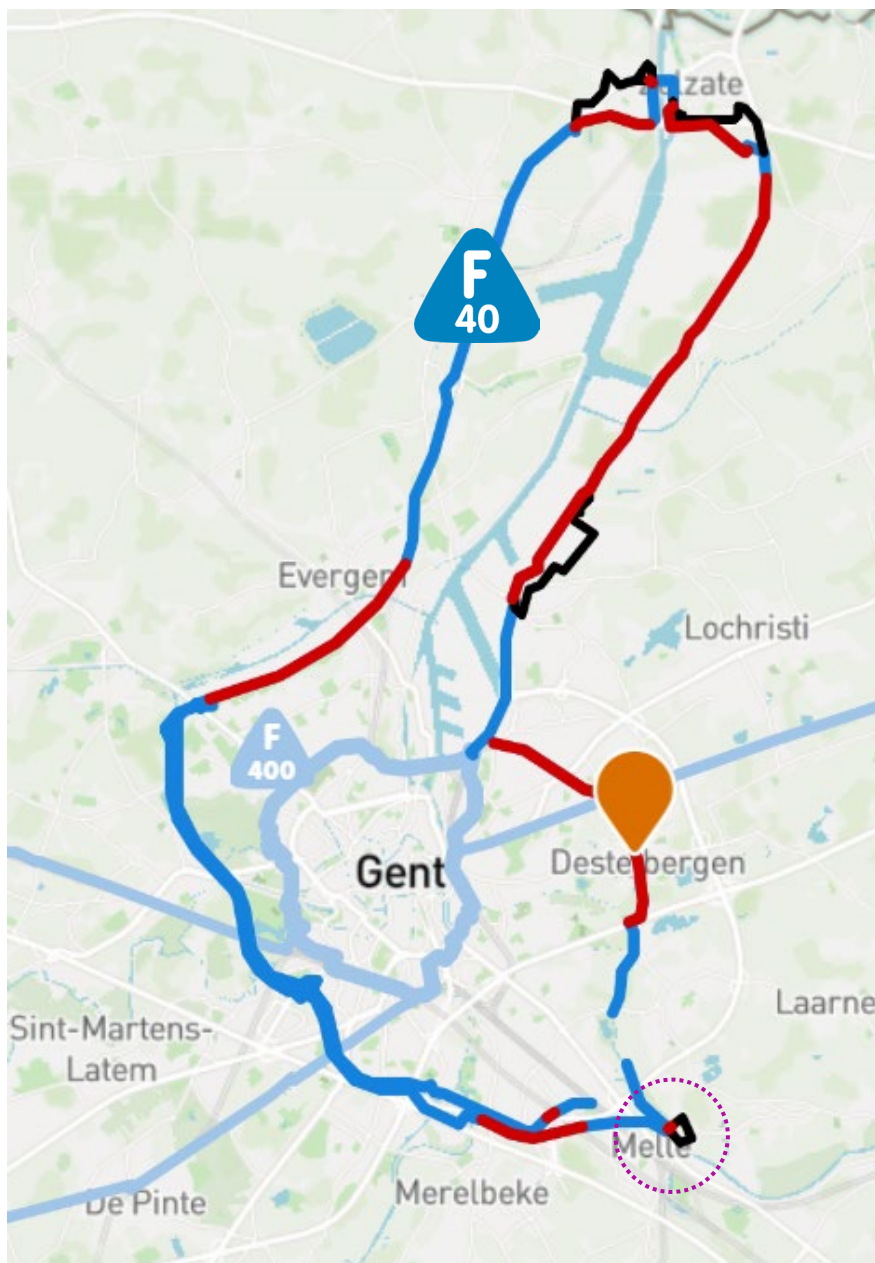 Zelzate
F
40
Evergem
Lochristi
F
400
Gent
Destelbergen
Laarne
Sint-Martens-
Latem
Melle
Merelbeke
De Pinte